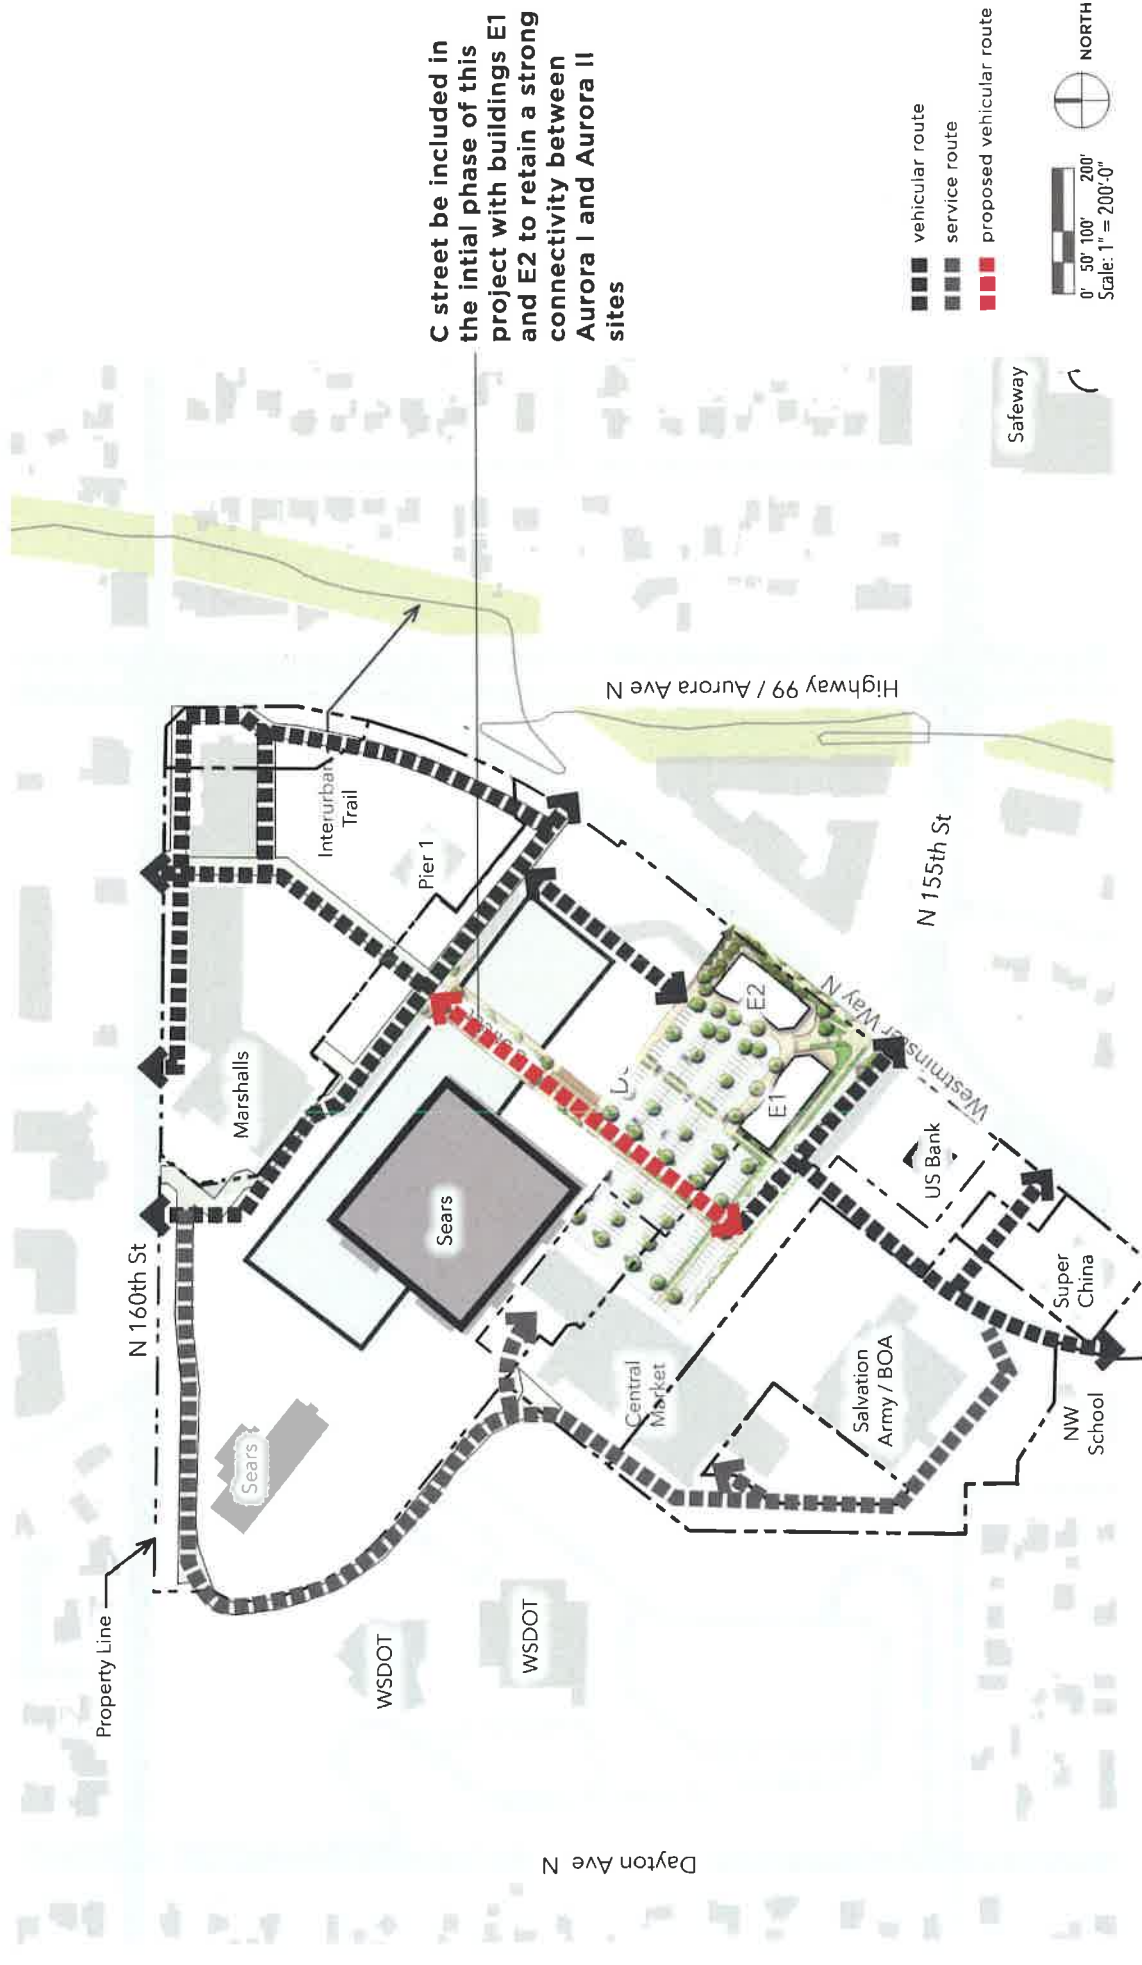 C street be included in
the intial phase of this
project with buildings E1
and E2 to retain a strong
connectivity between
Aurora I and Aurora II
sites
Property Line
N 160th St
Sears
Marshalls
Interurban
Trail
Pier 1
Sears
WSDOT
WSDOT
Central
Market
Salvation
Army / BOA
E1
E2
US Bank
Super
China
NW
School
Highway 99 / Aurora Ave N
N 155th St
Way N
Dayton Ave N
Safeway
vehicular route
service route
proposed vehicular route
0' 50' 100' 200'
Scale: 1" = 200'-0"
NORTH